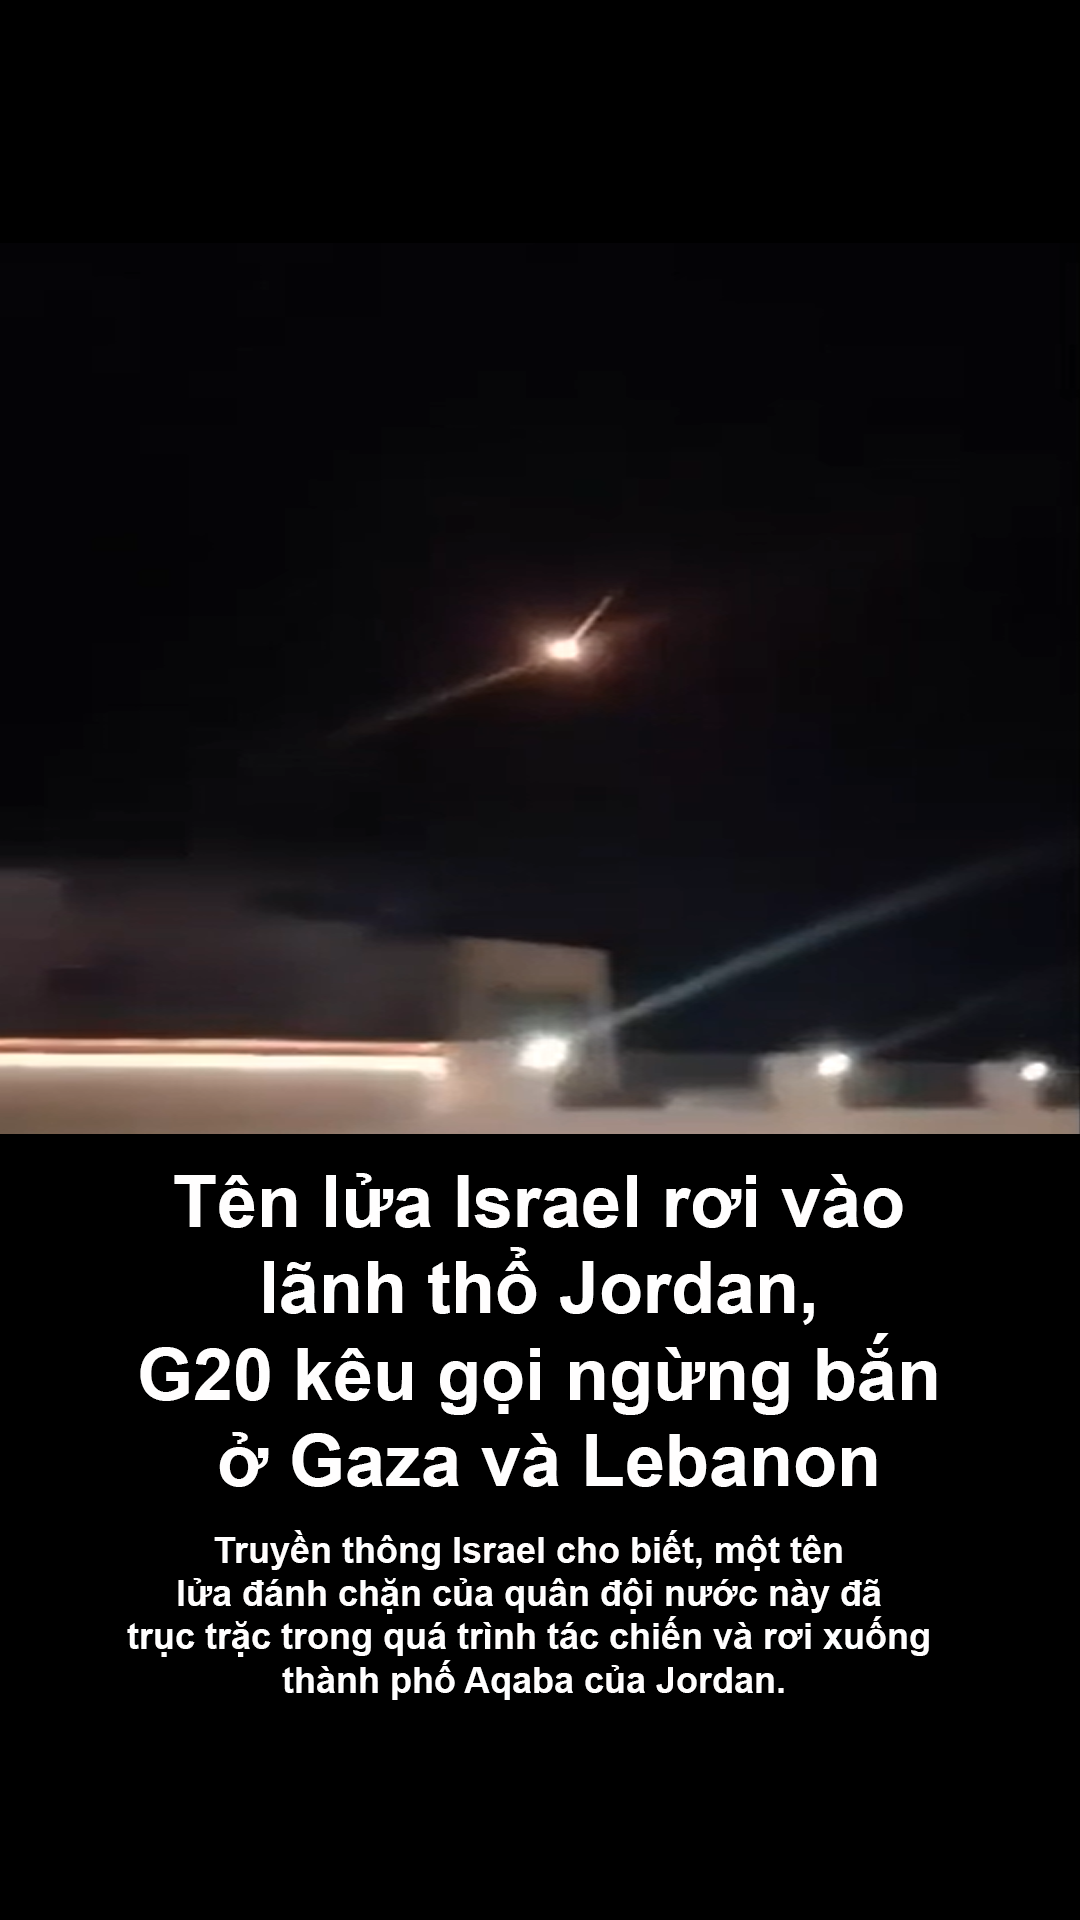 Tên lửa Israel rơi vào
lãnh thổ Jordan,
G20 kêu gọi ngừng bắn
ở Gaza và Lebanon
Truyền thông Israel cho biết, một tên
lửa đánh chặn của quân đội nước này đã
trục trặc trong quá trình tác chiến và rơi xuống
thành phố Aqaba của Jordan.